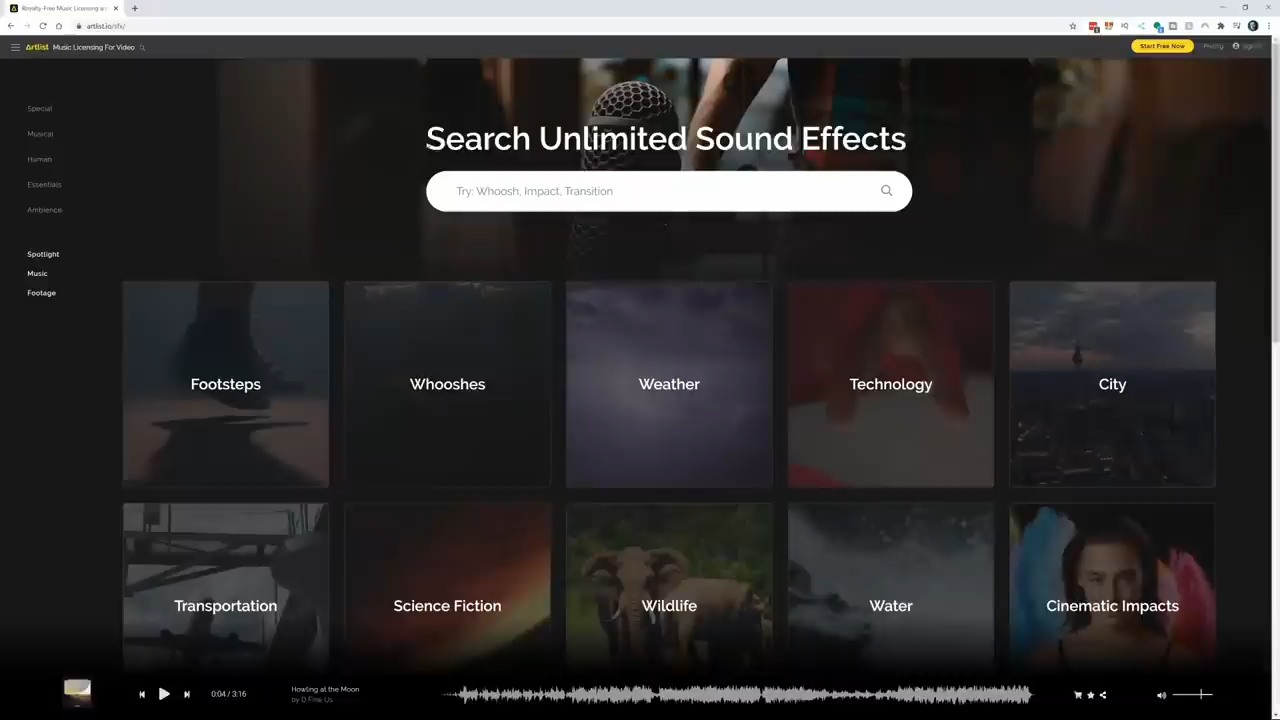 Royalty-Free Music Licensing a
artlist.io/sfx/
Artlist Music Licensing For Video
Start Free Now
Pricing
Special
Musical
Human
Essentials
Ambience
Spotlight
Music
Footage
Search Unlimited Sound Effects
Try: Whoosh, Impact, Transition
Footsteps
Whooshes
Weather
Technology
City
Transportation
Science Fiction
Wildlife
Water
Cinematic Impacts
0:04 / 3:16
Howling at the Moon
by D Fine Us